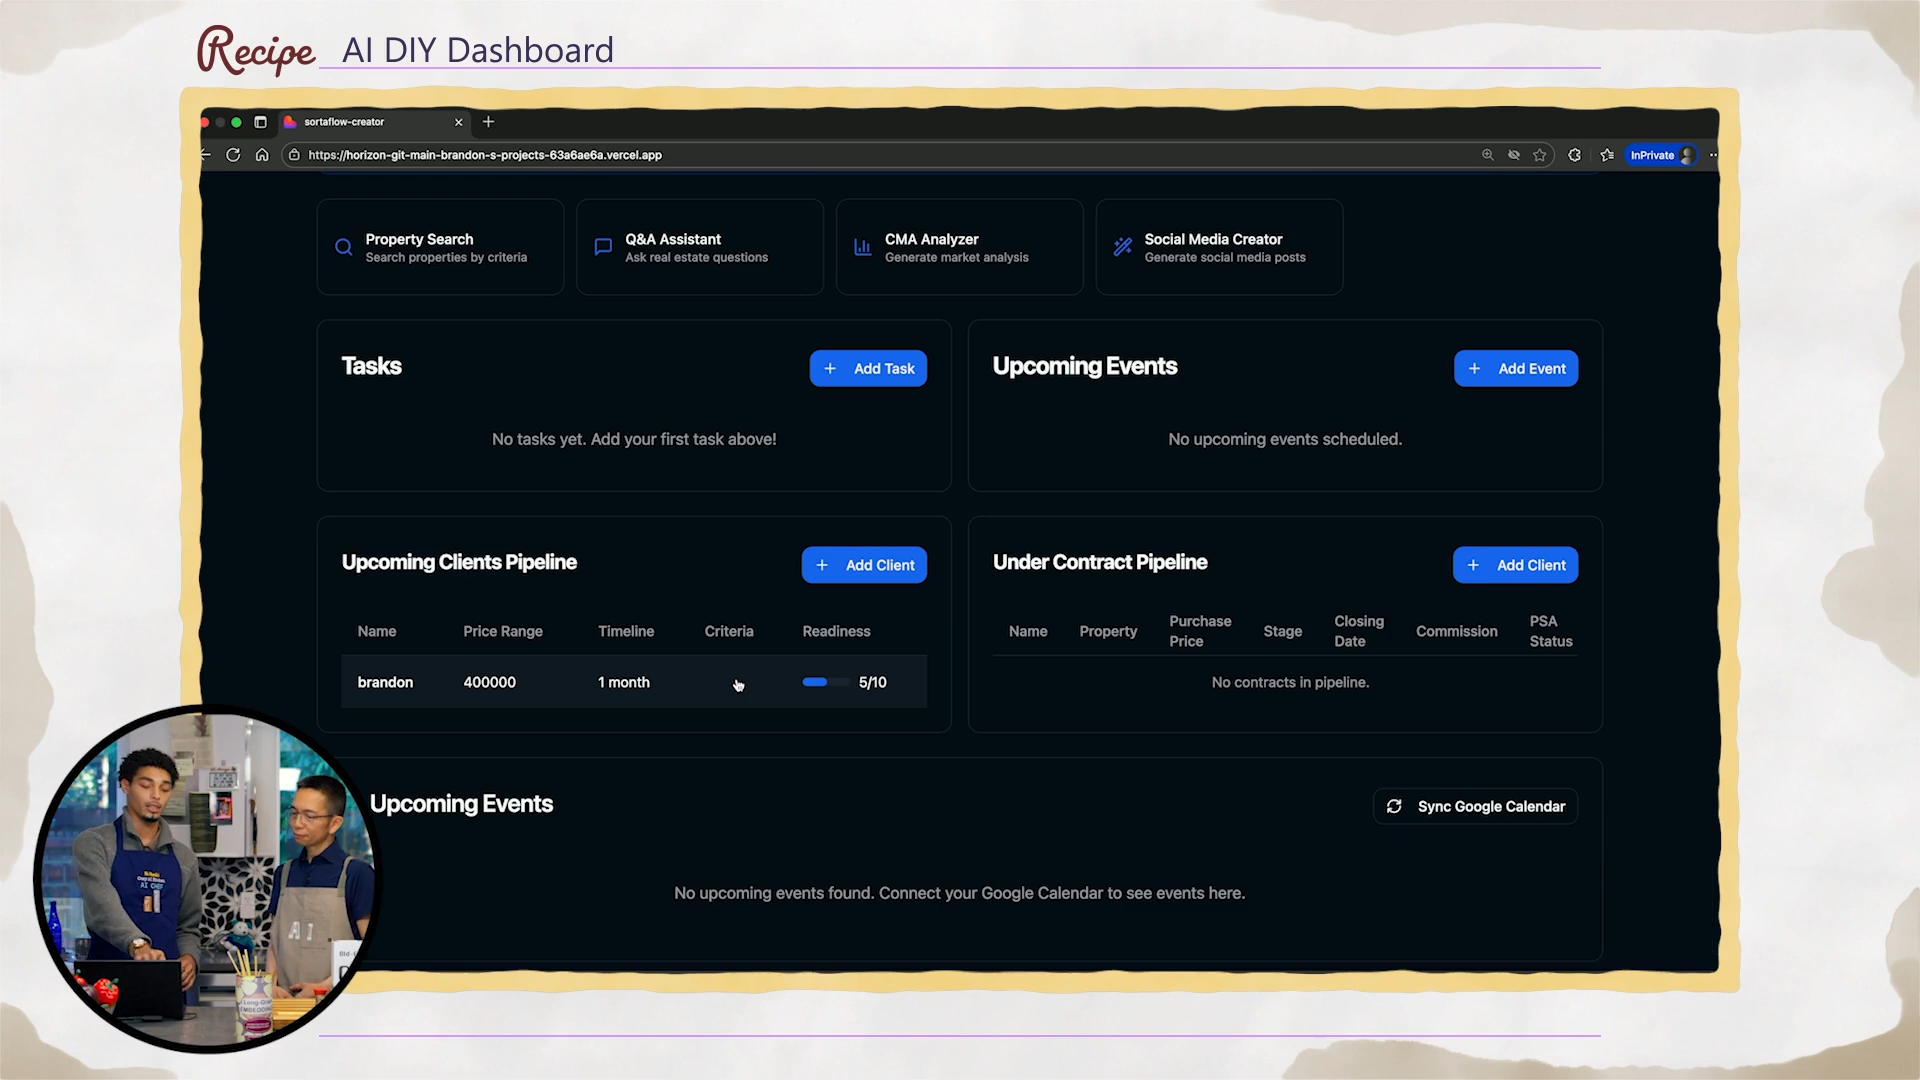 Recipe AI DIY Dashboard
sortaflow-creator
https://horizon-git-main-brandon-s-projects-63a6ae6a.vercel.app
InPrivate
Property Search
Search properties by criteria
Q&A Assistant
Ask real estate questions
CMA Analyzer
Generate market analysis
Social Media Creator
Generate social media posts
Tasks
+ Add Task
No tasks yet. Add your first task above!
Upcoming Events
+ Add Event
No upcoming events scheduled.
Upcoming Clients Pipeline
+ Add Client
Name Price Range Timeline Criteria Readiness
brandon 400000 1 month 5/10
Under Contract Pipeline
+ Add Client
Name Property Purchase Price Stage Closing Date Commission PSA Status
No contracts in pipeline.
Upcoming Events
Sync Google Calendar
No upcoming events found. Connect your Google Calendar to see events here.
AI CHEF
AI